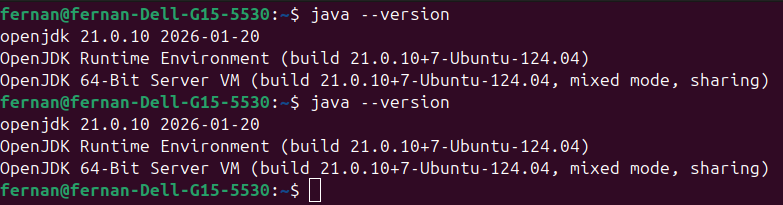 fernan@fernan-Dell-G15-5530:~$ java --version
openjdk 21.0.10 2026-01-20
OpenJDK Runtime Environment (build 21.0.10+7-Ubuntu-124.04)
OpenJDK 64-Bit Server VM (build 21.0.10+7-Ubuntu-124.04, mixed mode, sharing)
fernan@fernan-Dell-G15-5530:~$ java --version
openjdk 21.0.10 2026-01-20
OpenJDK Runtime Environment (build 21.0.10+7-Ubuntu-124.04)
OpenJDK 64-Bit Server VM (build 21.0.10+7-Ubuntu-124.04, mixed mode, sharing)
fernan@fernan-Dell-G15-5530:~$